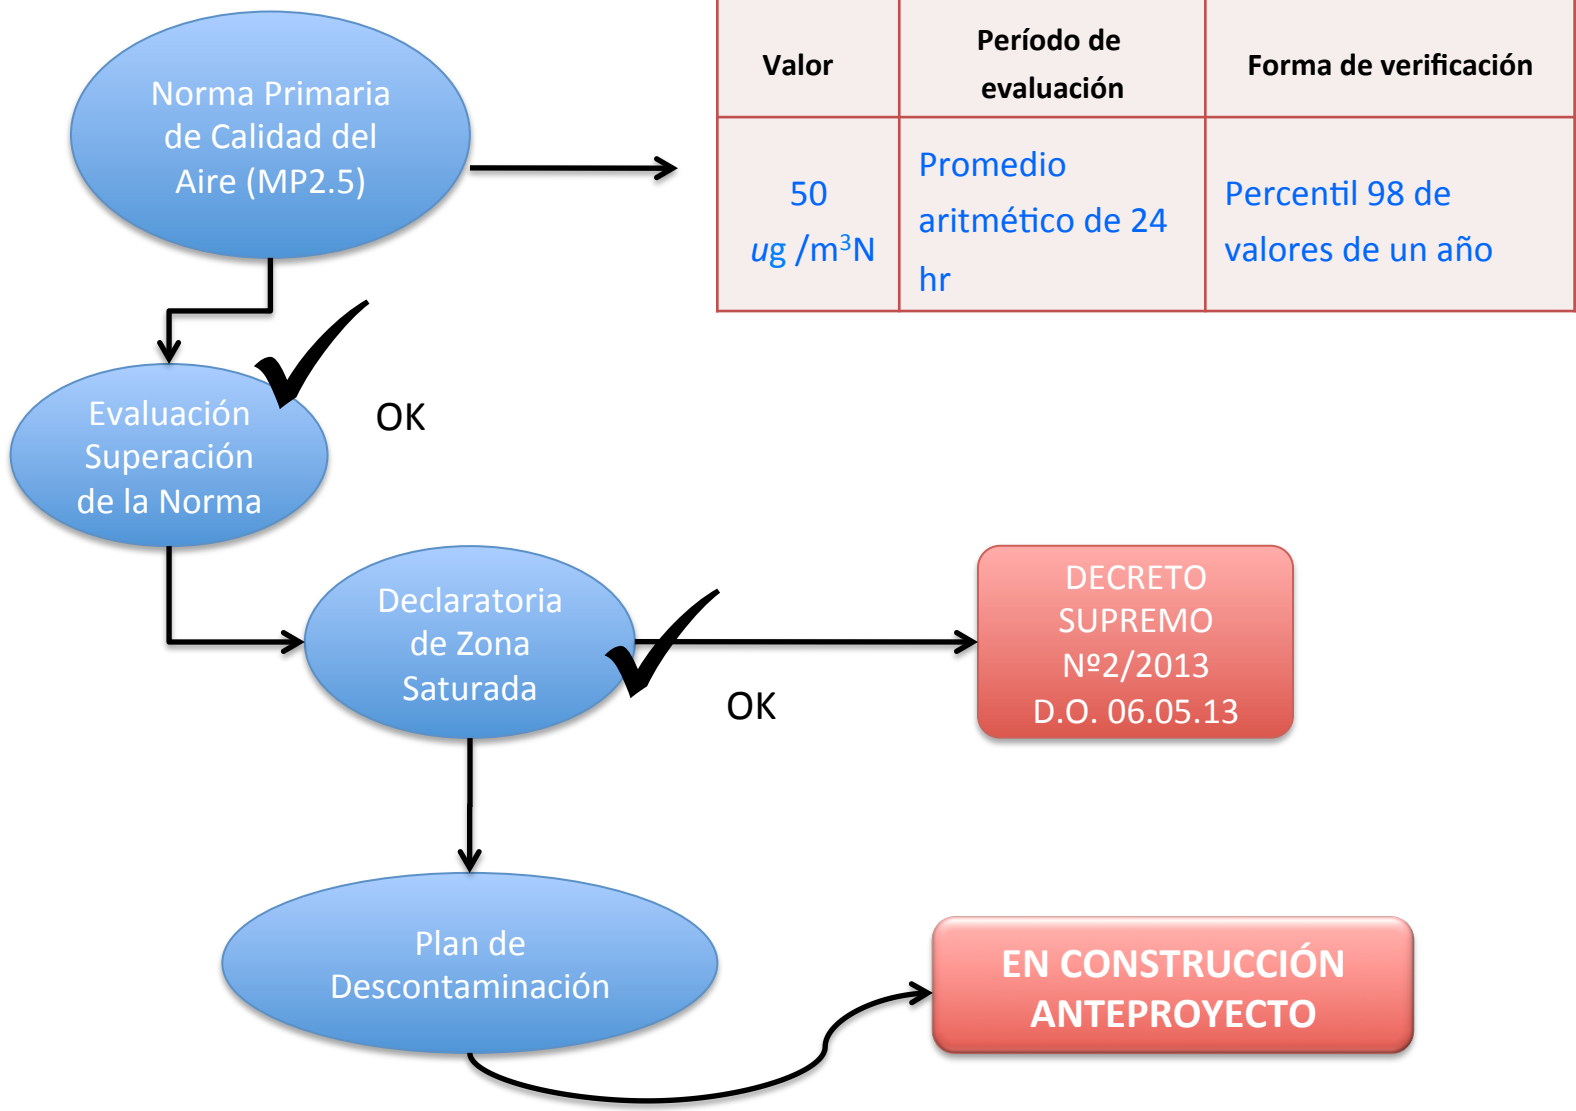 Norma Primaria
de Calidad del
Aire (MP2.5)
Valor
Período de
evaluación
Forma de verificación
50
ug /m³N
Promedio
aritmético de 24
hr
Percentil 98 de
valores de un año
Evaluación
Superación
de la Norma
OK
Declaratoria
de Zona
Saturada
OK
DECRETO
SUPREMO
Nº2/2013
D.O. 06.05.13
Plan de
Descontaminación
EN CONSTRUCCIÓN
ANTEPROYECTO